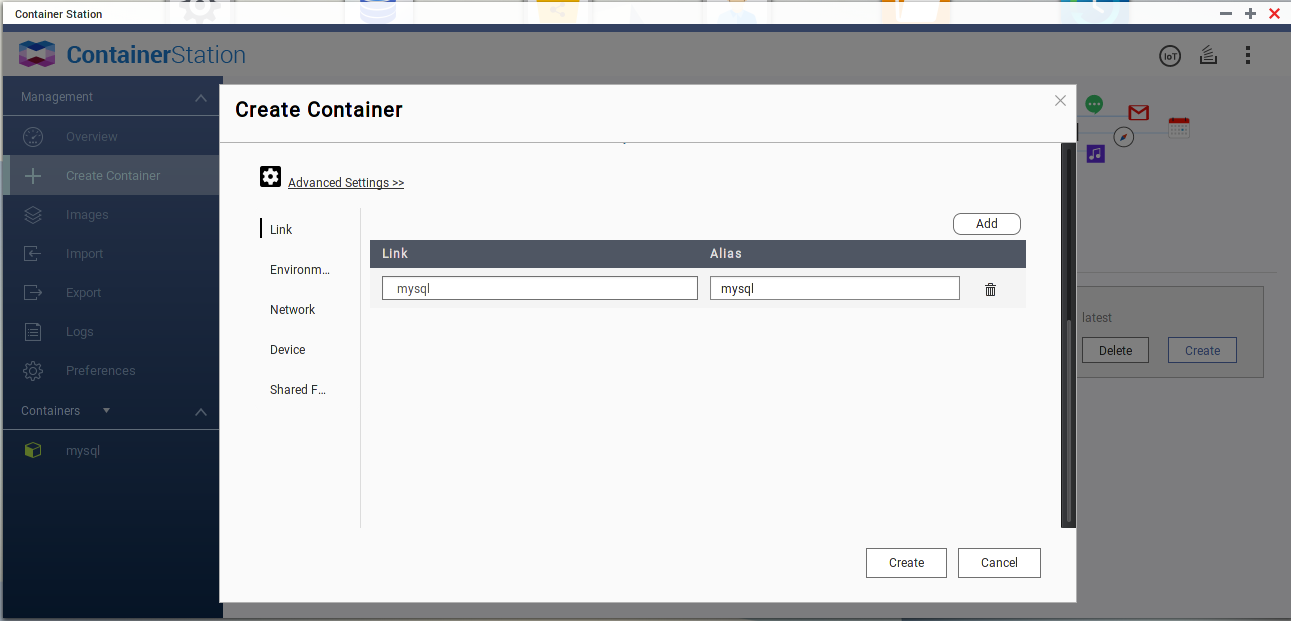 Container Station
ContainerStation
IoT
Management
Overview
Create Container
Images
Import
Export
Logs
Preferences
Containers
mysql
Create Container
Advanced Settings >>
Link
Environm...
Network
Device
Shared F...
Add
Link Alias
mysql mysql
Create Cancel
latest
Delete Create